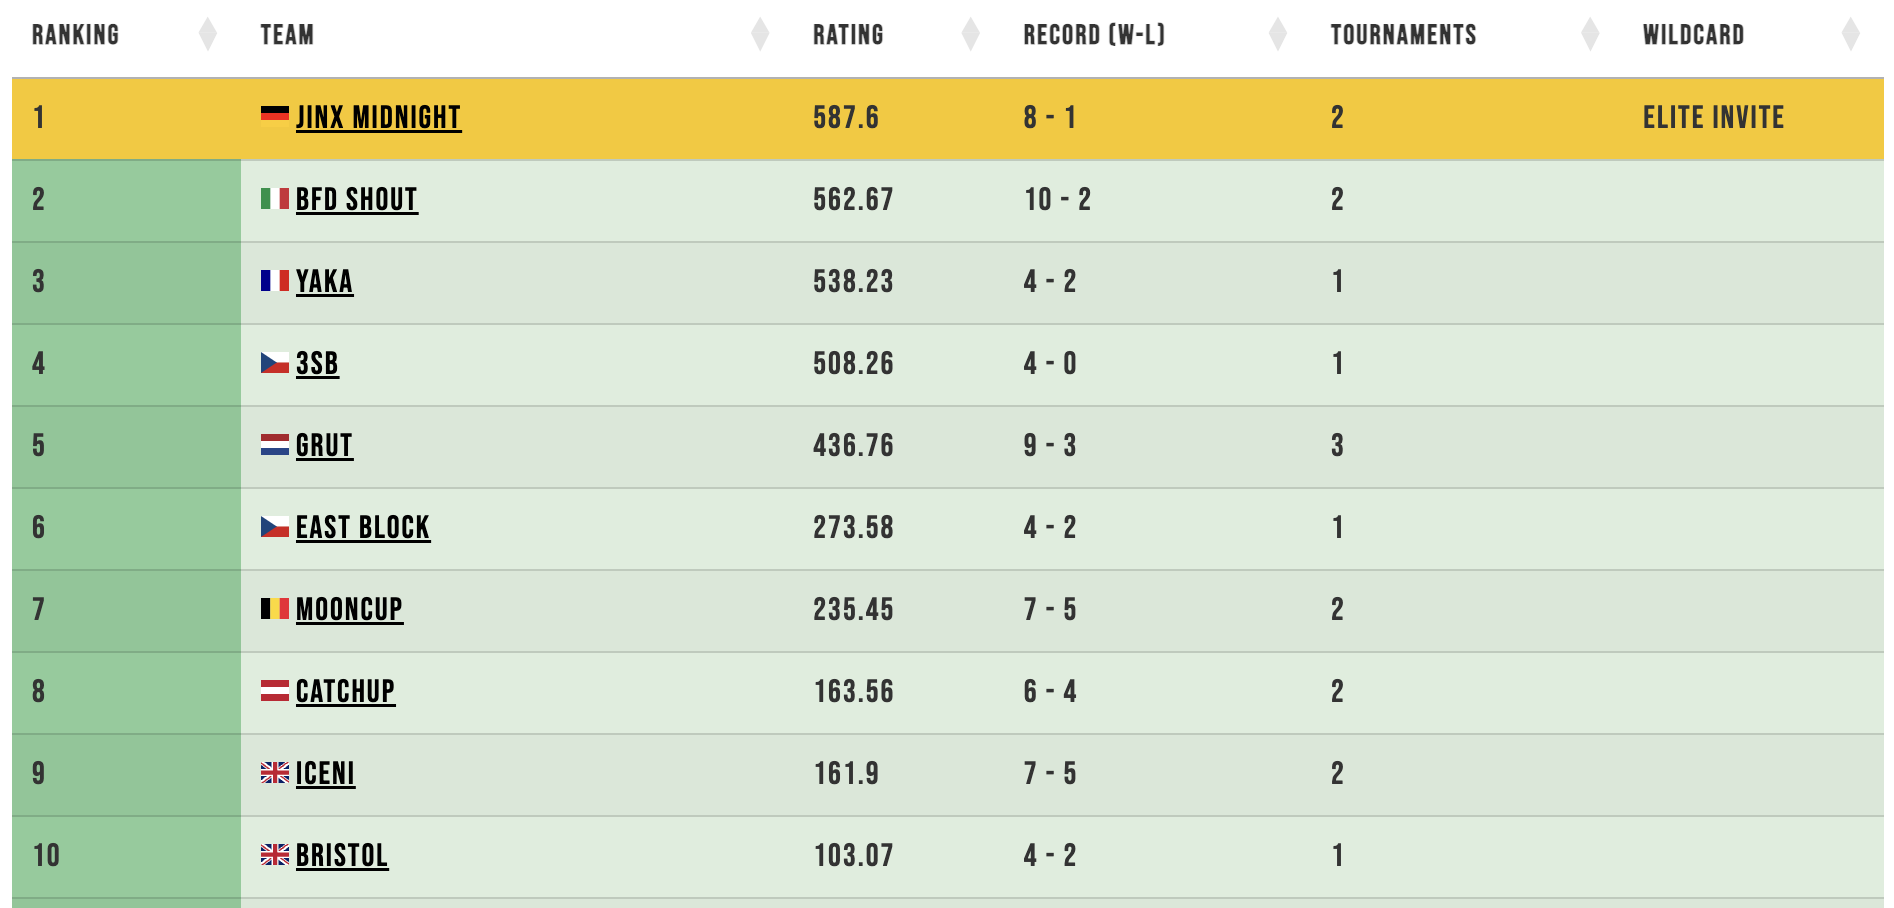 RANKING TEAM RATING RECORD (W-L) TOURNAMENTS WILDCARD
1 JINX MIDNIGHT 587.6 8 - 1 2 ELITE INVITE
2 BFD SHOUT 562.67 10 - 2 2
3 YAKA 538.23 4 - 2 1
4 3SB 508.26 4 - 0 1
5 GRUT 436.76 9 - 3 3
6 EAST BLOCK 273.58 4 - 2 1
7 MOONCUP 235.45 7 - 5 2
8 CATCHUP 163.56 6 - 4 2
9 ICENI 161.9 7 - 5 2
10 BRISTOL 103.07 4 - 2 1